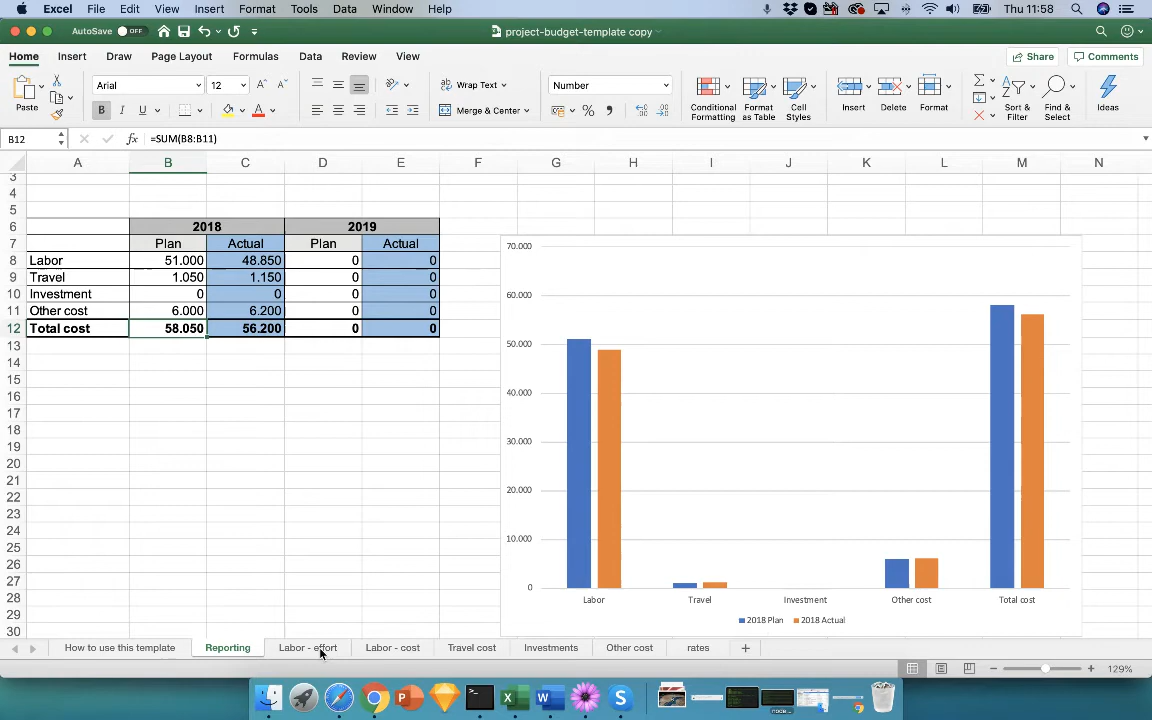 Excel File Edit View Insert Format Tools Data Window Help Thu 11:58
AutoSave OFF project-budget-template copy
Home Insert Draw Page Layout Formulas Data Review View Share Comments
Paste Arial 12 Wrap Text Number Conditional Formatting Format as Table Cell Styles Insert Delete Format Sort & Filter Find & Select Ideas
B I U Merge & Center
B12 fx =SUM(B8:B11)
A B C D E F G H I J K L M N
3
4
5
6 2018 2019
7 Plan Actual Plan Actual
8 Labor 51.000 48.850 0 0
9 Travel 1.050 1.150 0 0
10 Investment 0 0 0 0
11 Other cost 6.000 6.200 0 0
12 Total cost 58.050 56.200 0 0
13
14
15
16
17
18
19
20
21
22
23
24
25
26
27
28
29
30
70.000
60.000
50.000
40.000
30.000
20.000
10.000
0
Labor Travel Investment Other cost Total cost
2018 Plan 2018 Actual
How to use this template Reporting Labor - effort Labor - cost Travel cost Investments Other cost rates
129%
node...